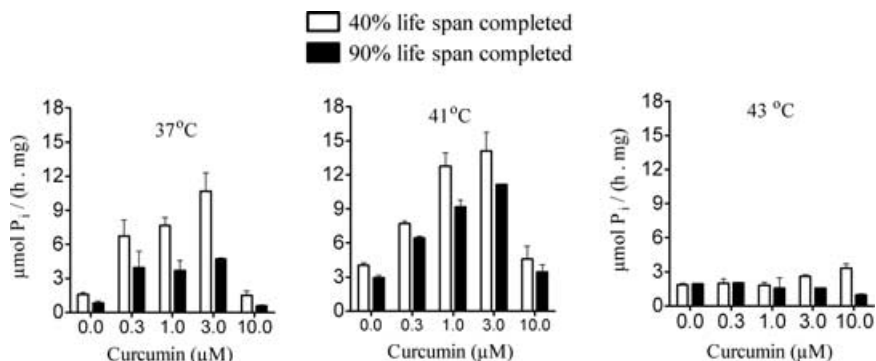 40% life span completed
90% life span completed
37°C
41°C
43 °C
µmol Pi / (h . mg)
18
15
12
9
6
3
0
0.0 0.3 1.0 3.0 10.0
Curcumin (µM)
18
15
12
9
6
3
0
0.0 0.3 1.0 3.0 10.0
Curcumin (µM)
µmol Pi / (h . mg)
18
15
12
9
6
3
0
0.0 0.3 1.0 3.0 10.0
Curcumin (µM)